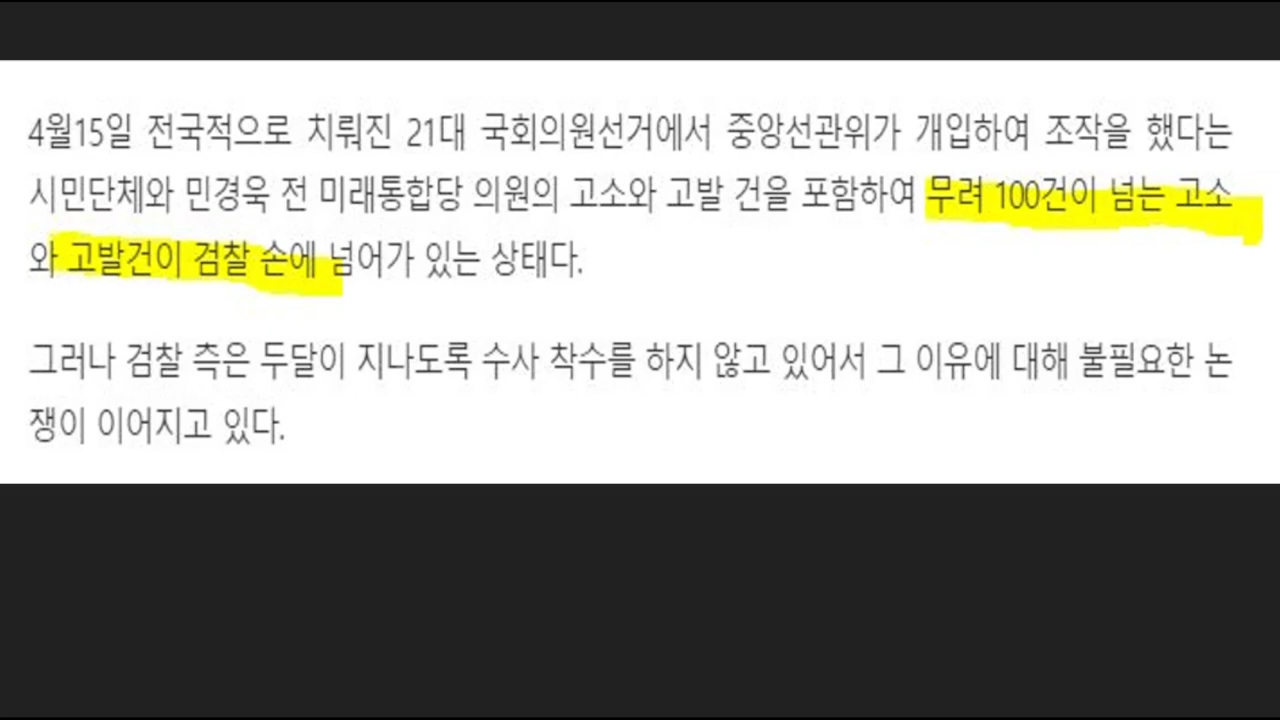 4월15일 전국적으로 치뤄진 21대 국회의원선거에서 중앙선관위가 개입하여 조작을 했다는
시민단체와 민경욱 전 미래통합당 의원의 고소와 고발 건을 포함하여 무려 100건이 넘는 고소
와 고발건이 검찰 손에 넘어가 있는 상태다.
그러나 검찰 측은 두달이 지나도록 수사 착수를 하지 않고 있어서 그 이유에 대해 불필요한 논
쟁이 이어지고 있다.